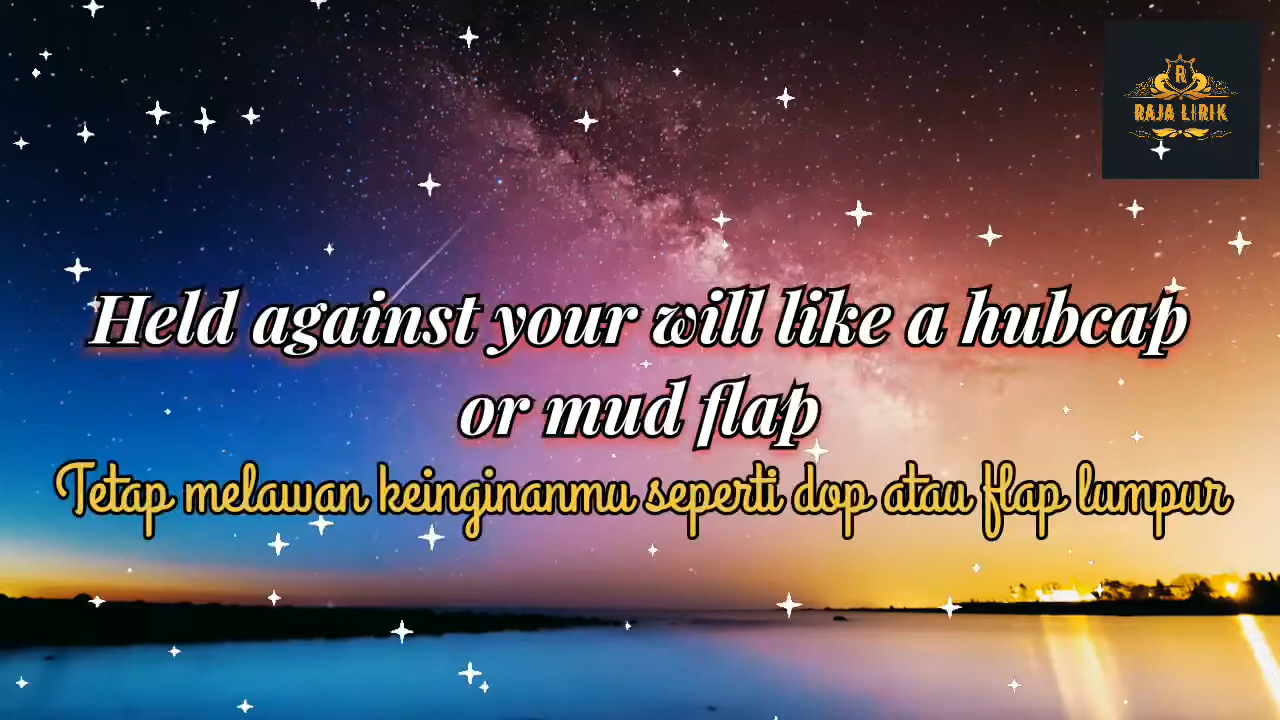 R
RAJA LIRIK
Held against your will like a hubcap
or mud flap
Tetap melawan keinginanmu seperti dop atau flap lumpur